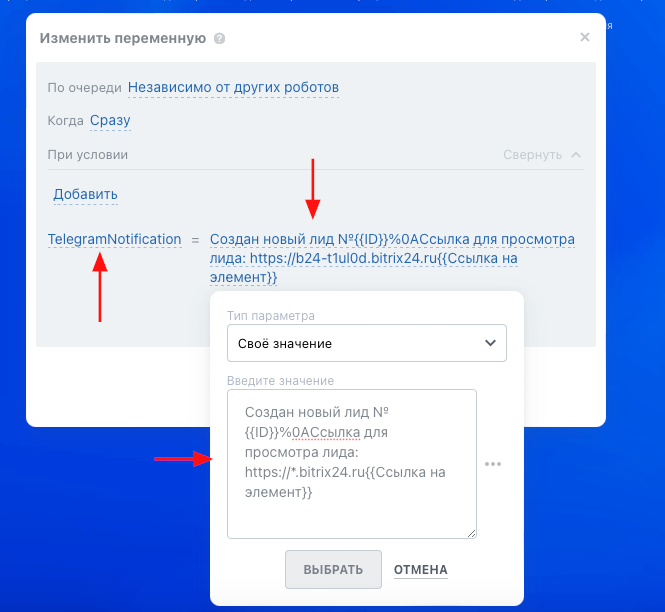 я
Изменить переменную ?
По очереди Независимо от других роботов
Когда Сразу
При условии Свернуть
Добавить
TelegramNotification = Создан новый лид №{{ID}}%0AСсылка для просмотра
лида: https://b24-t1ul0d.bitrix24.ru{{Ссылка на
элемент}}
Тип параметра
Своё значение
Введите значение
Создан новый лид №
{{ID}}%0AСсылка для
просмотра лида:
https://*.bitrix24.ru{{Ссылка на
элемент}}
ВЫБРАТЬ ОТМЕНА